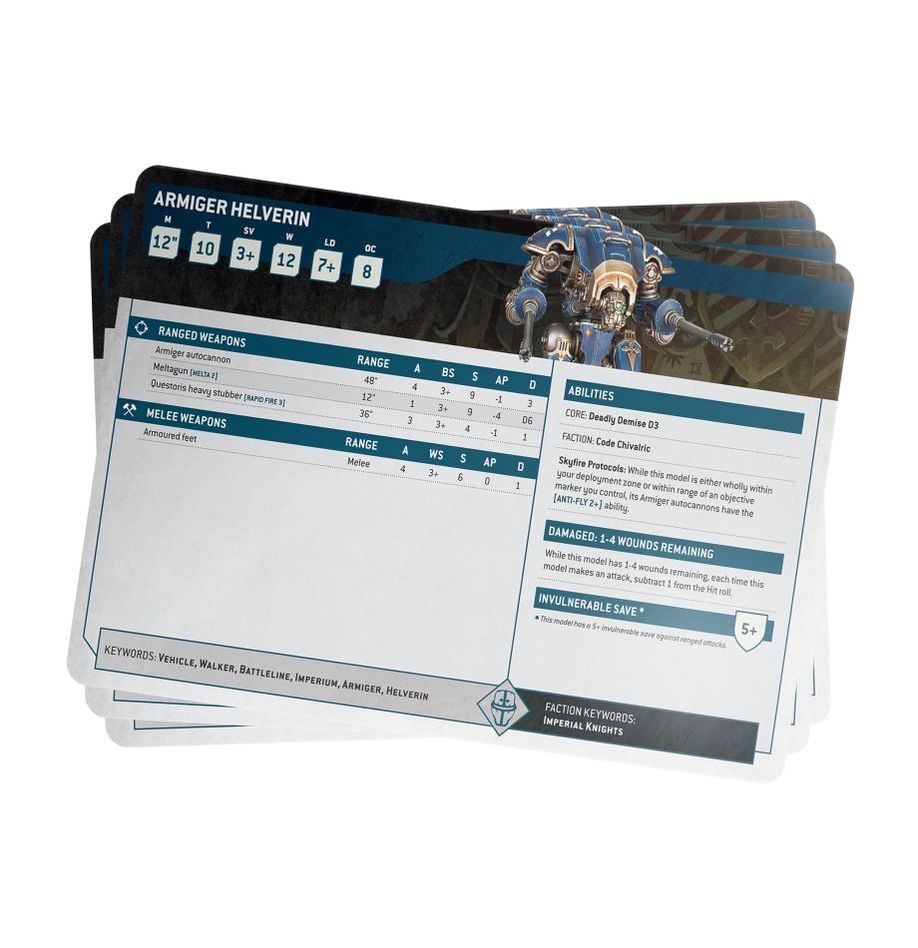 ARMIGER HELVERIN
M T SV W LD OC
12" 10 3+ 12 7+ 8
RANGED WEAPONS RANGE A BS S AP D
Armiger autocannon 48" 4 3+ 9 -1 3
Meltagun [MELTA 2] 12" 1 3+ 9 -4 D6
Questoris heavy stubber [RAPID FIRE 3] 36" 3 3+ 4 -1 1
MELEE WEAPONS RANGE A WS S AP D
Armoured feet Melee 4 3+ 6 0 1
ABILITIES
CORE: Deadly Demise D3
FACTION: Code Chivalric
Skyfire Protocols: While this model is either wholly within
your deployment zone or within range of an objective
marker you control, its Armiger autocannons have the
[ANTI-FLY 2+] ability.
DAMAGED: 1-4 WOUNDS REMAINING
While this model has 1-4 wounds remaining, each time this
model makes an attack, subtract 1 from the Hit roll.
INVULNERABLE SAVE* 5+
* This model has a 5+ invulnerable save against ranged attacks.
KEYWORDS: VEHICLE, WALKER, BATTLELINE, IMPERIUM, ARMIGER, HELVERIN
FACTION KEYWORDS:
IMPERIAL KNIGHTS